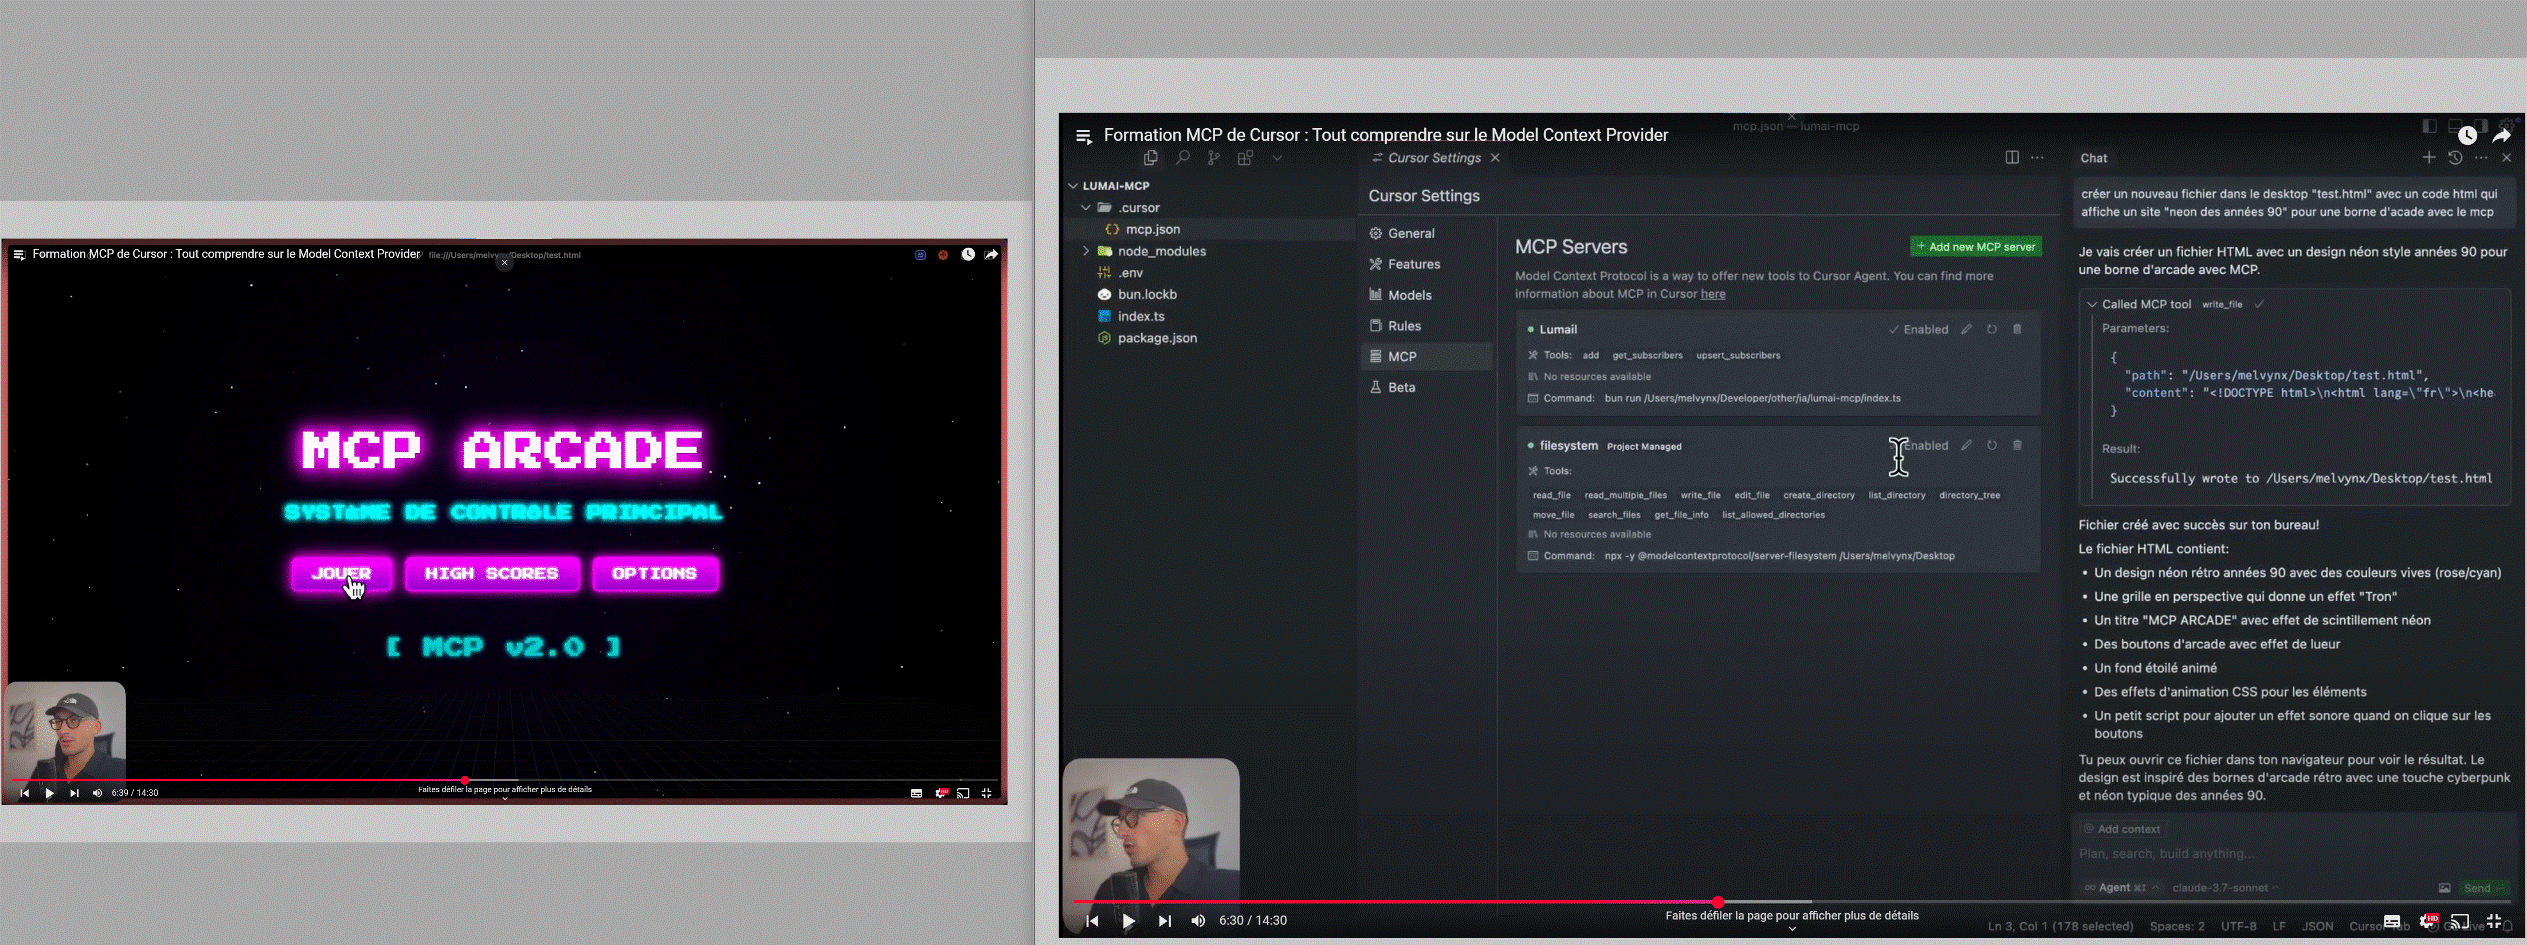 Formation MCP de Cursor : Tout comprendre sur le Model Context Provider
file:///Users/melvynx/Desktop/test.html
MCP ARCADE
SYSTèME DE CONTRôLE PRINCIPAL
JOUER
HIGH SCORES
OPTIONS
[ MCP v2.0 ]
6:39 / 14:30
Faites défiler la page pour afficher plus de détails
Formation MCP de Cursor : Tout comprendre sur le Model Context Provider
mcp.json — lumai-mcp
LUMAI-MCP
.cursor
mcp.json
node_modules
.env
bun.lockb
index.ts
package.json
Cursor Settings
Cursor Settings
General
Features
Models
Rules
MCP
Beta
MCP Servers
+ Add new MCP server
Model Context Protocol is a way to offer new tools to Cursor Agent. You can find more
information about MCP in Cursor here
Lumail
Enabled
Tools: add get_subscribers upsert_subscribers
No resources available
Command: bun run /Users/melvynx/Developer/other/ia/lumai-mcp/index.ts
filesystem Project Managed
Enabled
Tools:
read_file read_multiple_files write_file edit_file create_directory list_directory directory_tree
move_file search_files get_file_info list_allowed_directories
No resources available
Command: npx -y @modelcontextprotocol/server-filesystem /Users/melvynx/Desktop
Chat
créer un nouveau fichier dans le desktop "test.html" avec un code html qui
affiche un site "neon des années 90" pour une borne d'acade avec le mcp
Je vais créer un fichier HTML avec un design néon style années 90 pour
une borne d'arcade avec MCP.
Called MCP tool write_file
Parameters:
{
"path": "/Users/melvynx/Desktop/test.html",
"content": "<!DOCTYPE html>\n<html lang=\"fr\">\n<he
}
Result:
Successfully wrote to /Users/melvynx/Desktop/test.html
Fichier créé avec succès sur ton bureau!
Le fichier HTML contient:
• Un design néon rétro années 90 avec des couleurs vives (rose/cyan)
• Une grille en perspective qui donne un effet "Tron"
• Un titre "MCP ARCADE" avec effet de scintillement néon
• Des boutons d'arcade avec effet de lueur
• Un fond étoilé animé
• Des effets d'animation CSS pour les éléments
• Un petit script pour ajouter un effet sonore quand on clique sur les
boutons
Tu peux ouvrir ce fichier dans ton navigateur pour voir le résultat. Le
design est inspiré des bornes d'arcade rétro avec une touche cyberpunk
et néon typique des années 90.
@ Add context
Plan, search, build anything...
Agent ⌘I
claude-3.7-sonnet
Send
6:30 / 14:30
Faites défiler la page pour afficher plus de détails
HD
Ln 3, Col 1 (178 selected) Spaces: 2 UTF-8 LF JSON Cursor Tab